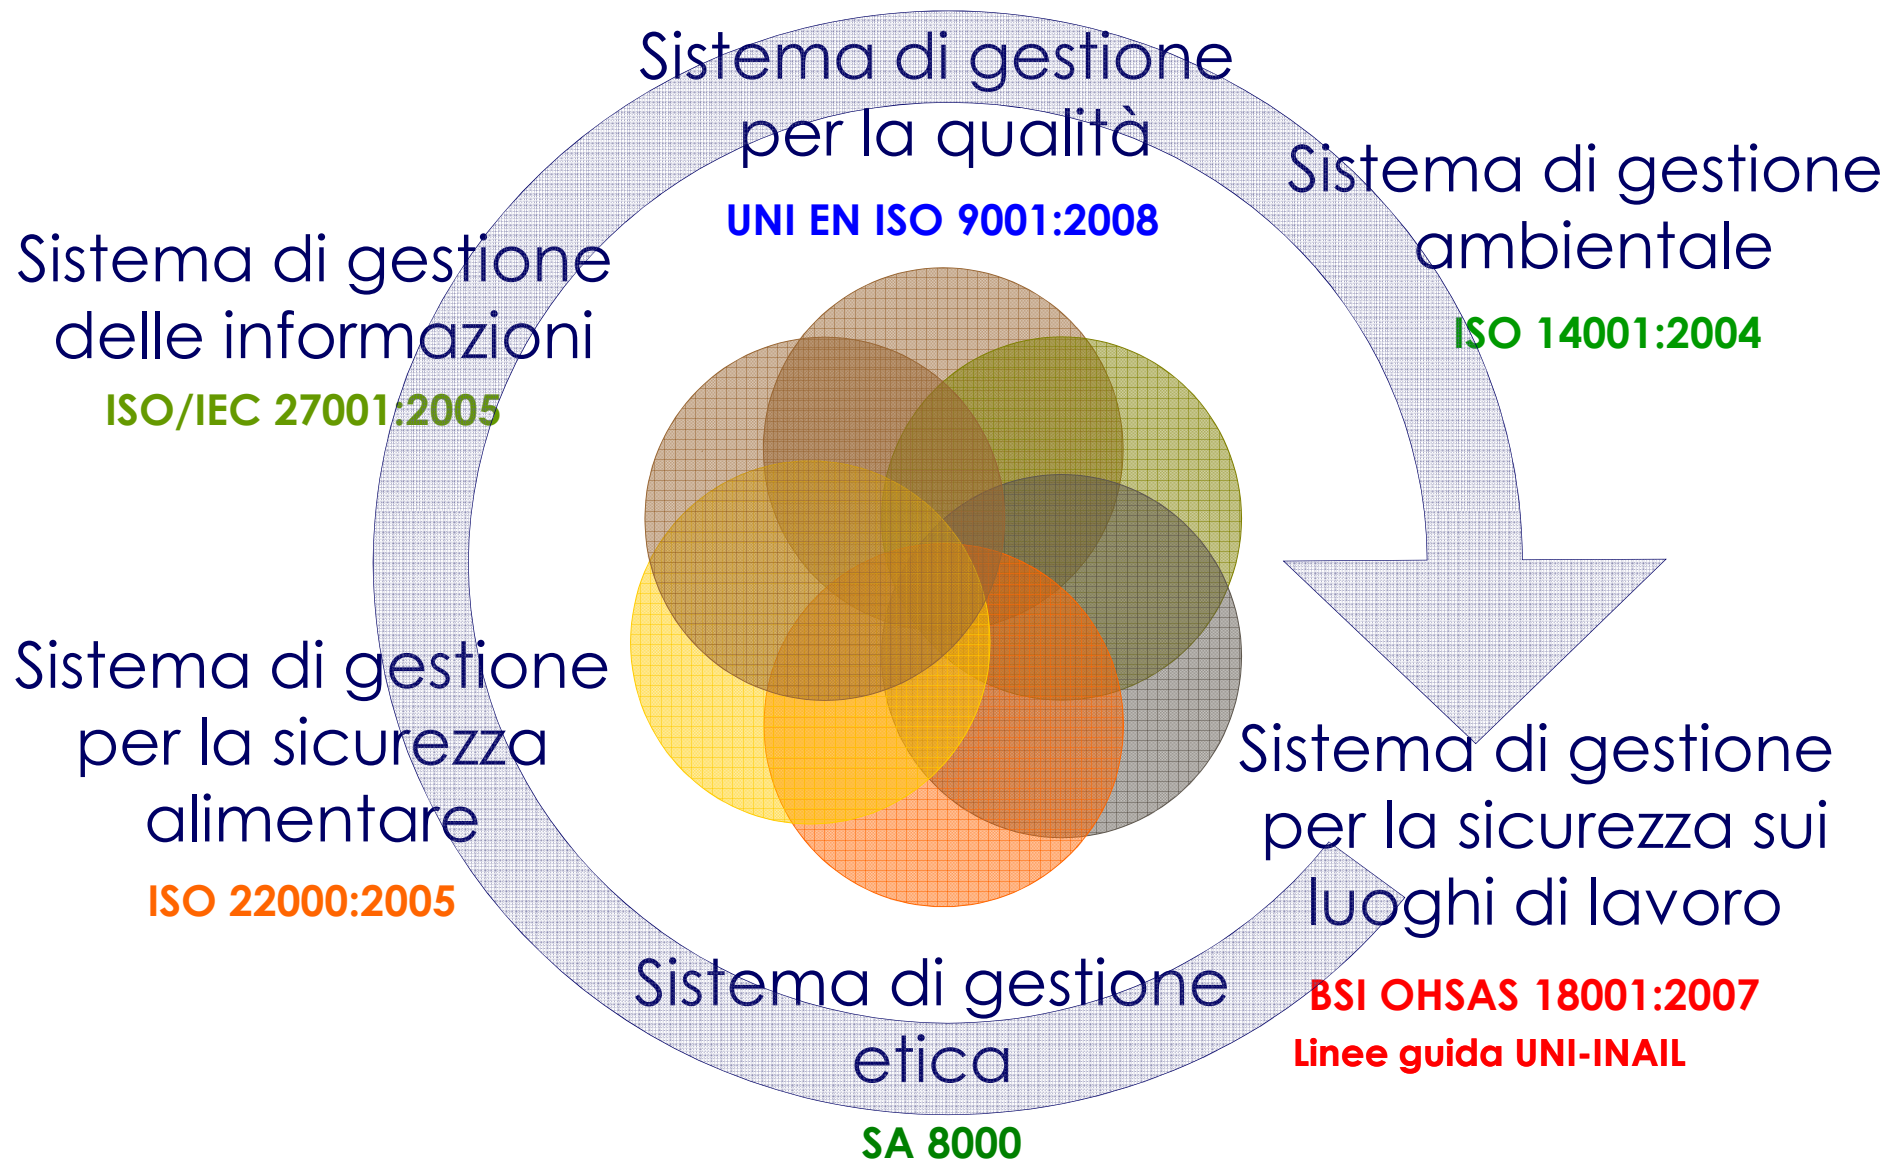 Sistema di gestione
per la qualità
UNI EN ISO 9001:2008
Sistema di gestione
ambientale
ISO 14001:2004
Sistema di gestione
per la sicurezza sui
luoghi di lavoro
BSI OHSAS 18001:2007
Linee guida UNI-INAIL
Sistema di gestione
etica
SA 8000
Sistema di gestione
per la sicurezza
alimentare
ISO 22000:2005
Sistema di gestione
delle informazioni
ISO/IEC 27001:2005